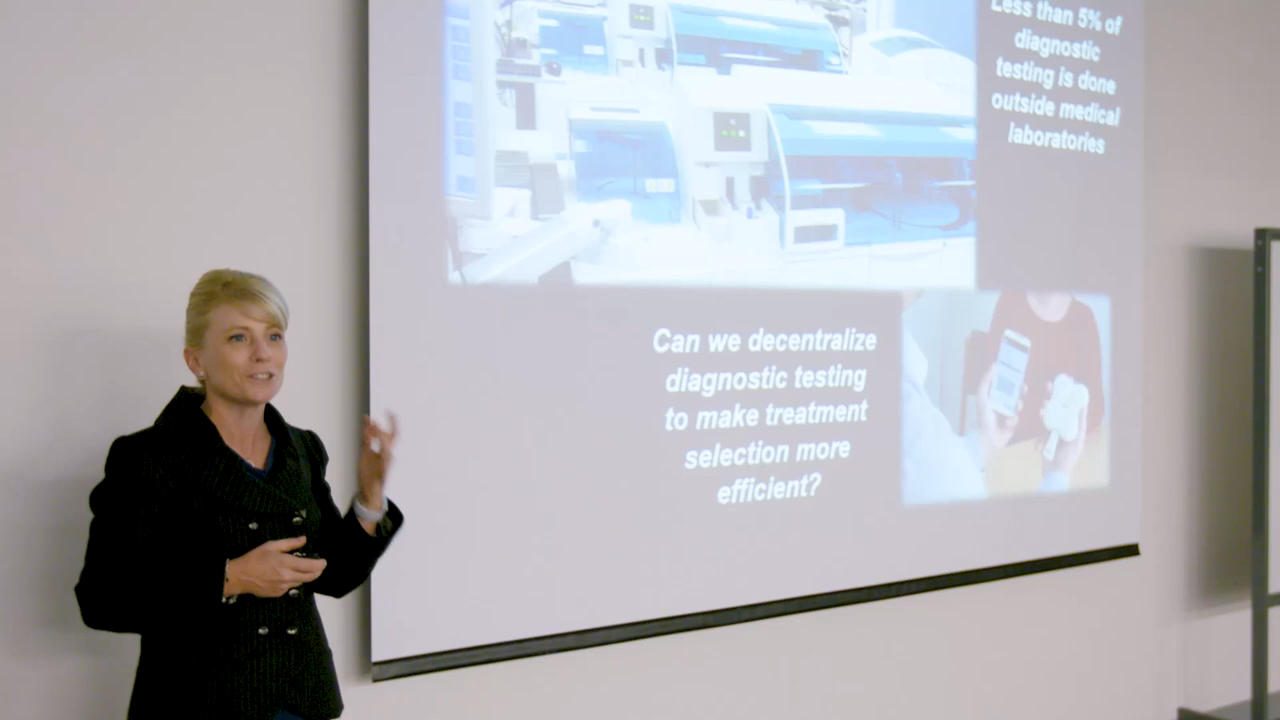 Less than 5% of
diagnostic
testing is done
outside medical
laboratories
Can we decentralize
diagnostic testing
to make treatment
selection more
efficient?